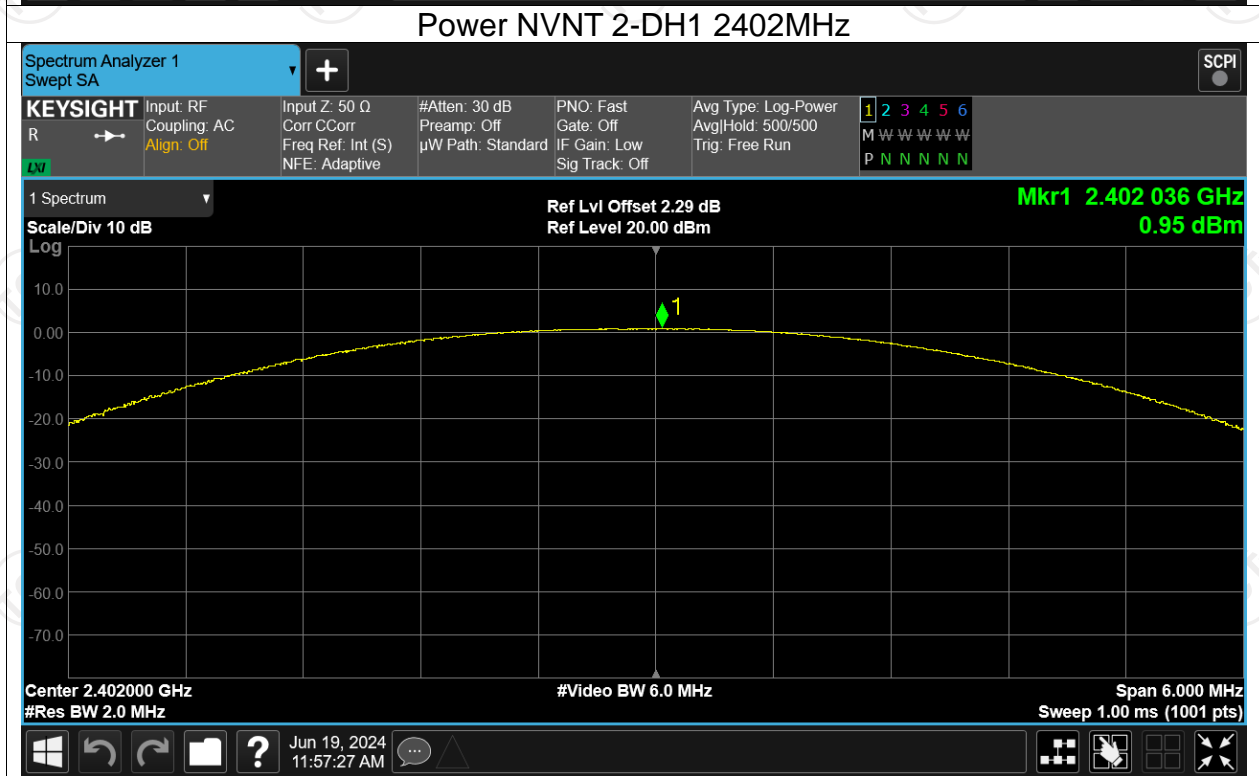 Power NVNT 2-DH1 2402MHz
Spectrum Analyzer 1
Swept SA
SCPI
KEYSIGHT
R
LXI
Input: RF
Coupling: AC
Align: Off
Input Z: 50 Ω
Corr CCorr
Freq Ref: Int (S)
NFE: Adaptive
#Atten: 30 dB
Preamp: Off
µW Path: Standard
PNO: Fast
Gate: Off
IF Gain: Low
Sig Track: Off
Avg Type: Log-Power
Avg|Hold: 500/500
Trig: Free Run
1 2 3 4 5 6
M W W W W W
P N N N N N
1 Spectrum
Scale/Div 10 dB
Ref Lvl Offset 2.29 dB
Ref Level 20.00 dBm
Mkr1 2.402 036 GHz
0.95 dBm
Log
1
10.0
0.00
-10.0
-20.0
-30.0
-40.0
-50.0
-60.0
-70.0
Center 2.402000 GHz
#Res BW 2.0 MHz
#Video BW 6.0 MHz
Span 6.000 MHz
Sweep 1.00 ms (1001 pts)
?
Jun 19, 2024
11:57:27 AM